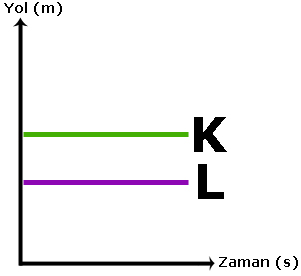 Yol (m)
K
L
Zaman (s)